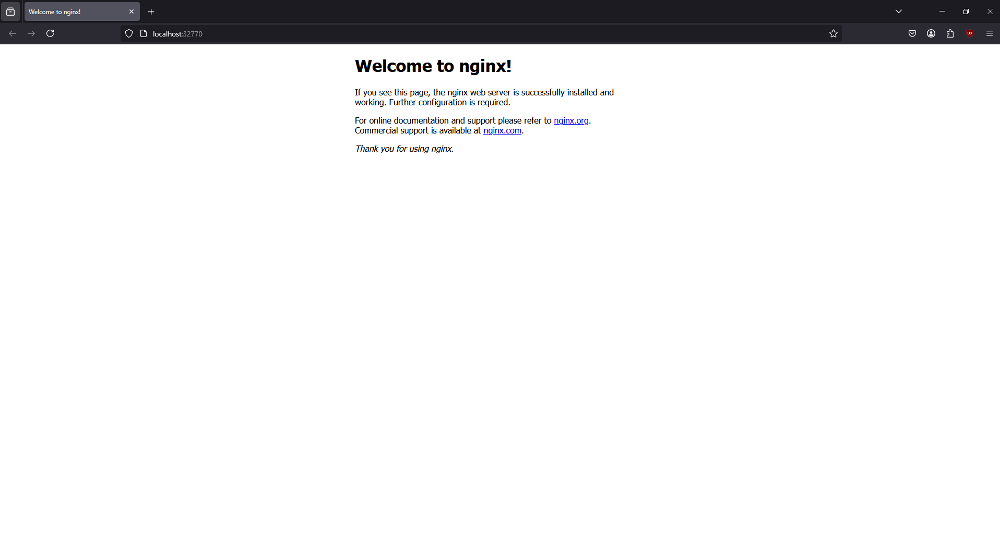 Welcome to nginx!
localhost:32770
Welcome to nginx!
If you see this page, the nginx web server is successfully installed and
working. Further configuration is required.
For online documentation and support please refer to nginx.org.
Commercial support is available at nginx.com.
Thank you for using nginx.